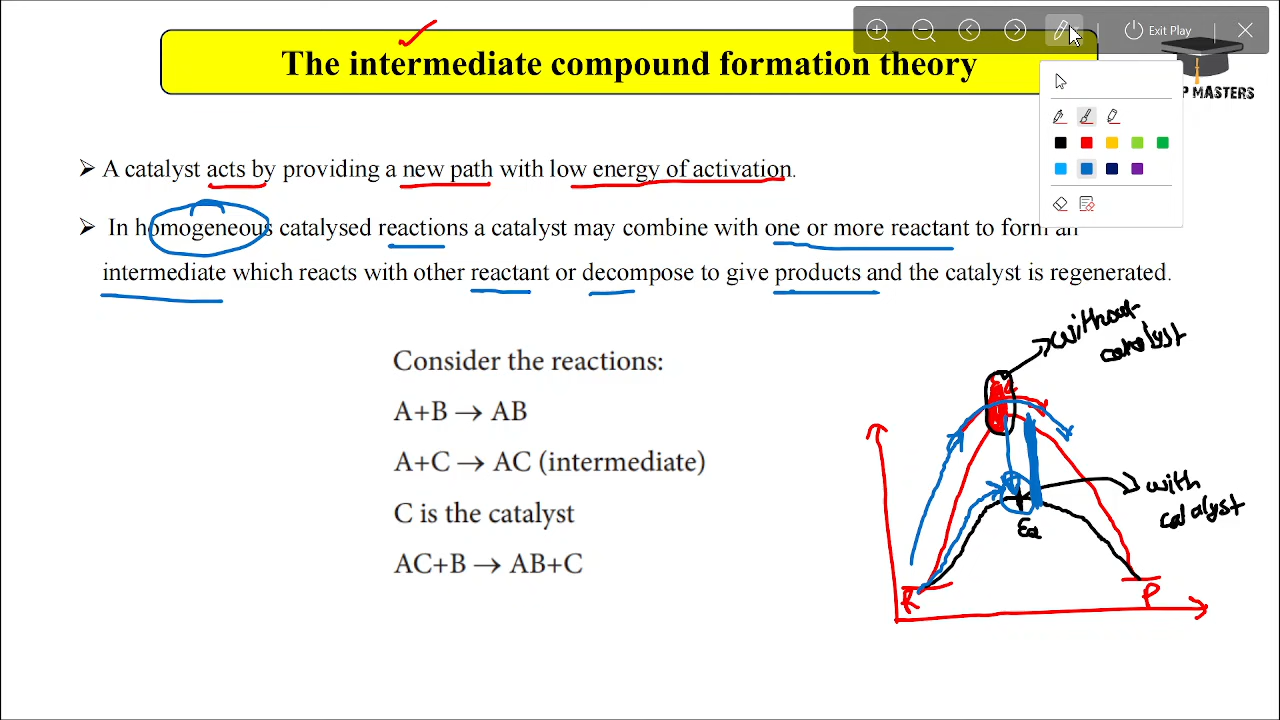 Exit Play
The intermediate compound formation theory
P MASTERS
➢ A catalyst acts by providing a new path with low energy of activation.
➢ In homogeneous catalysed reactions a catalyst may combine with one or more reactant to form an
intermediate which reacts with other reactant or decompose to give products and the catalyst is regenerated.
without
catalyst
Consider the reactions:
A+B → AB
A+C → AC (intermediate)
with
catalyst
C is the catalyst
Ea
AC+B → AB+C
R
P